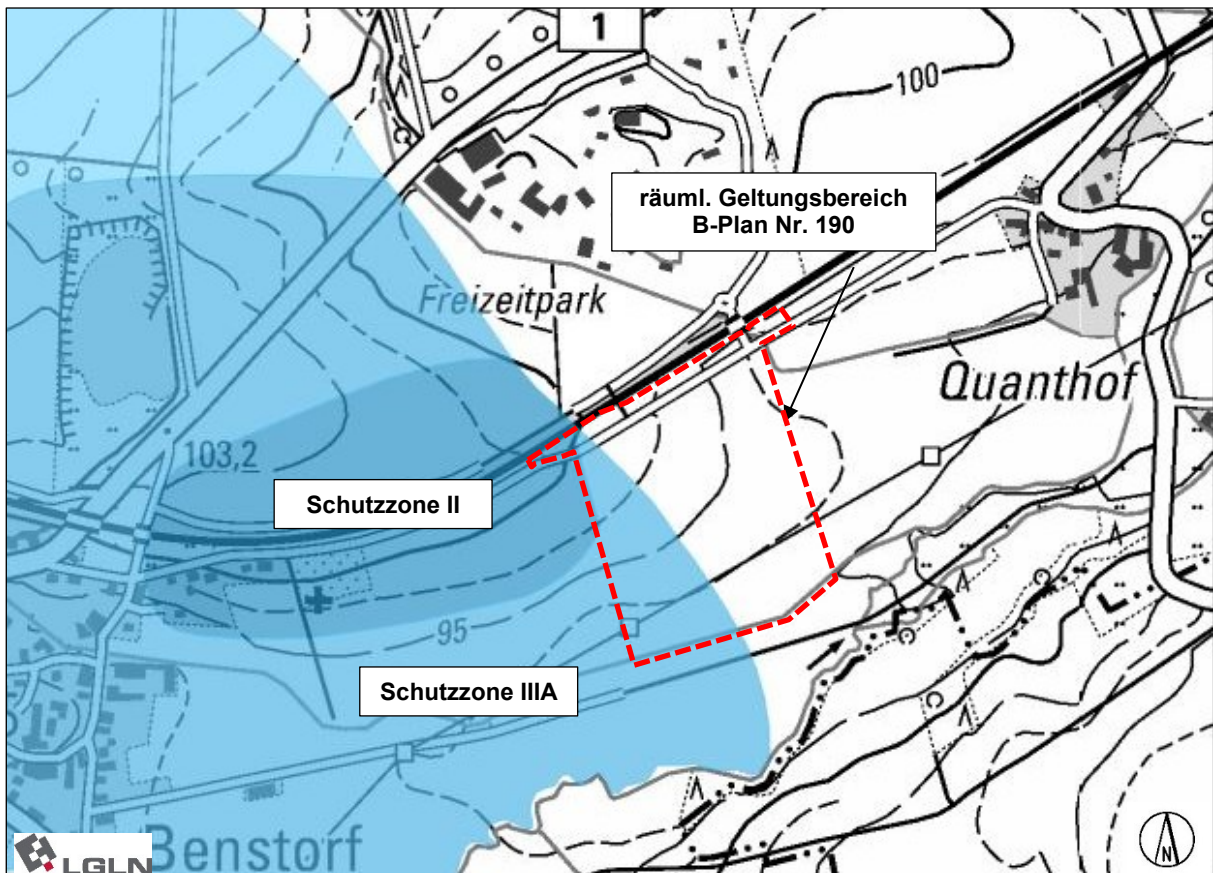 1
100
räuml. Geltungsbereich
B-Plan Nr. 190
Freizeitpark
Quanthof
103,2
Schutzzone II
95
Schutzzone IIIA
Benstorf
LGLN
N